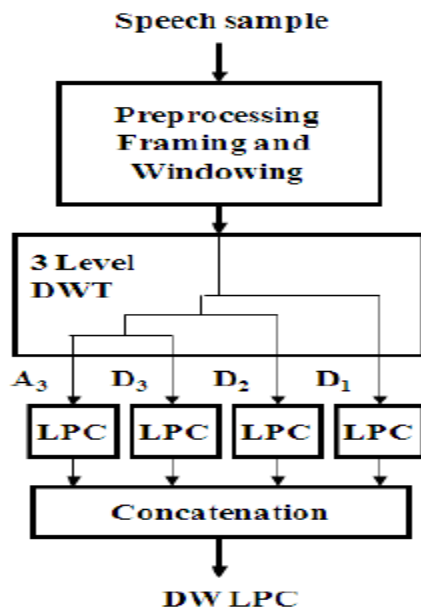 Speech sample
Preprocessing
Framing and
Windowing
3 Level
DWT
A₃ D₃ D₂ D₁
LPC LPC LPC LPC
Concatenation
DW LPC